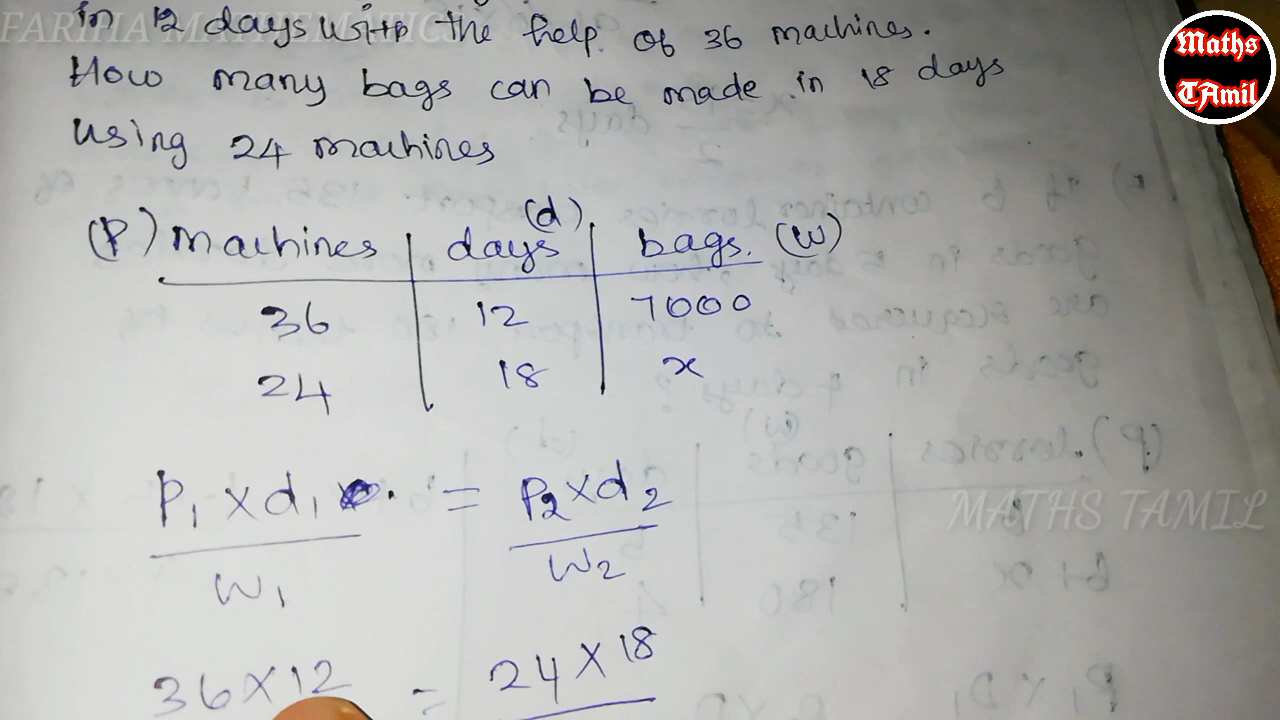 in 12 days with the help of 36 machines.
FARIHA MATHEMATIC
Maths
TAmil
How many bags can be made in 18 days
using 24 machines
(P) machines (d) days bags. (W)
36 12 7000
24 18 x
P1 x d1 . = P2 x d2
W1 W2
MATHS TAMIL
36 x 12 = 24 x 18